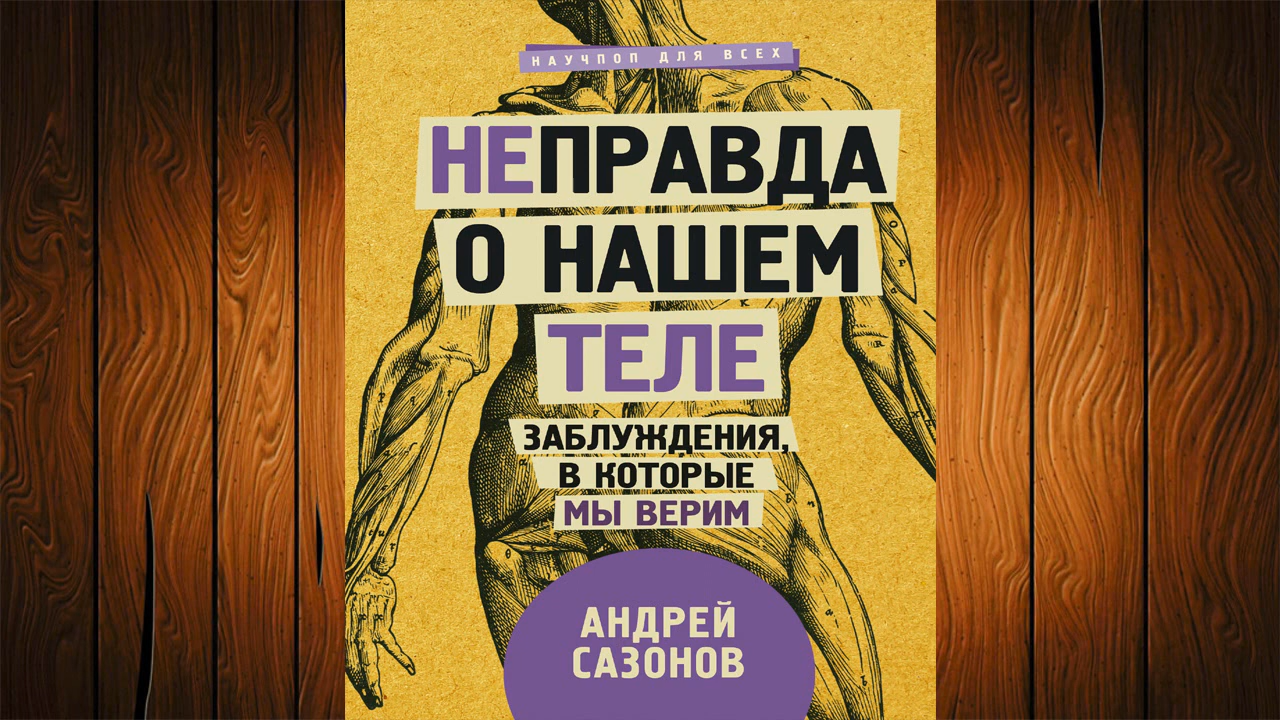 НАУЧПОП ДЛЯ ВСЕХ
НЕПРАВДА
О НАШЕМ
ТЕЛЕ
ЗАБЛУЖДЕНИЯ,
В КОТОРЫЕ
МЫ ВЕРИМ
АНДРЕЙ
САЗОНОВ